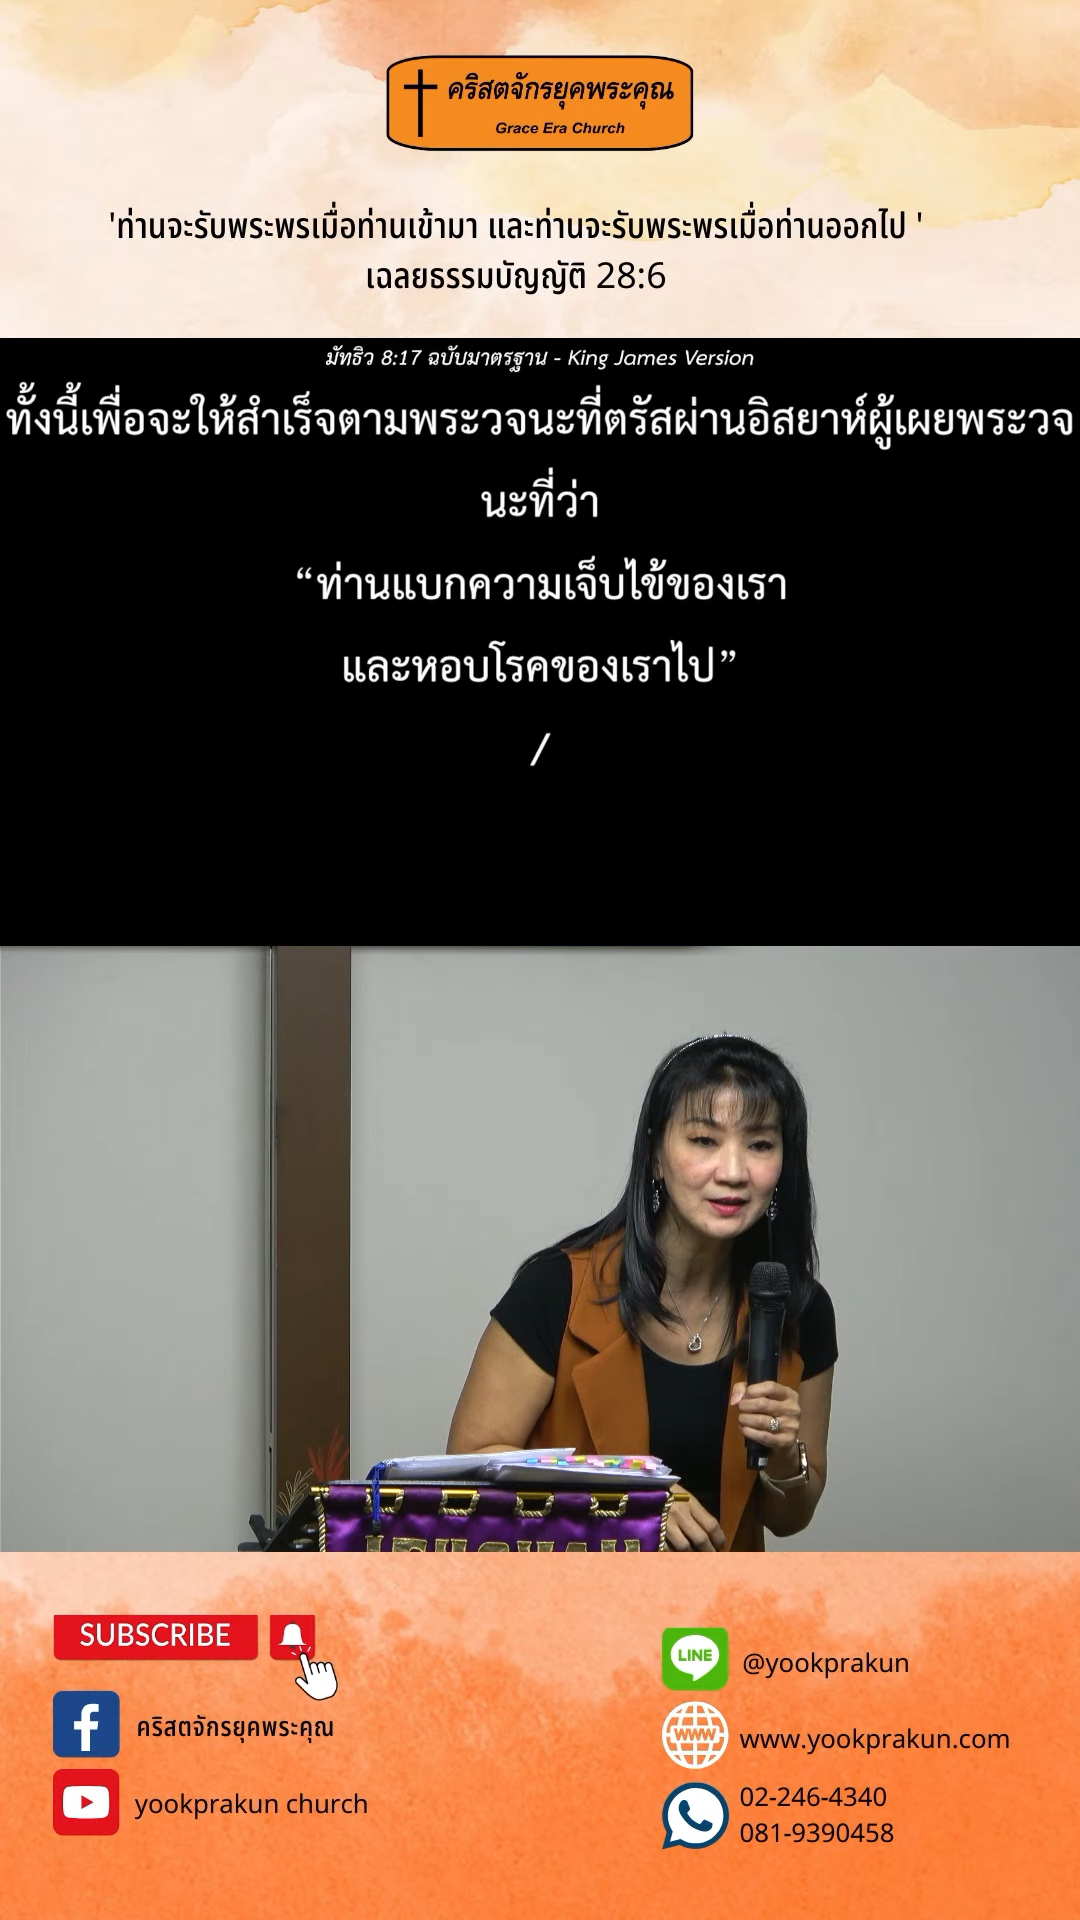 คริสตจักรยุคพระคุณ
Grace Era Church
'ท่านจะรับพระพรเมื่อท่านเข้ามา และท่านจะรับพระพรเมื่อท่านออกไป '
เฉลยธรรมบัญญัติ 28:6
มัทธิว 8:17 ฉบับมาตรฐาน - King James Version
ทั้งนี้เพื่อจะให้สำเร็จตามพระวจนะที่ตรัสผ่านอิสยาห์ผู้เผยพระวจ
นะที่ว่า
“ท่านแบกความเจ็บไข้ของเรา
และหอบโรคของเราไป”
/
SUBSCRIBE
คริสตจักรยุคพระคุณ
yookprakun church
LINE
@yookprakun
WWW
www.yookprakun.com
02-246-4340
081-9390458